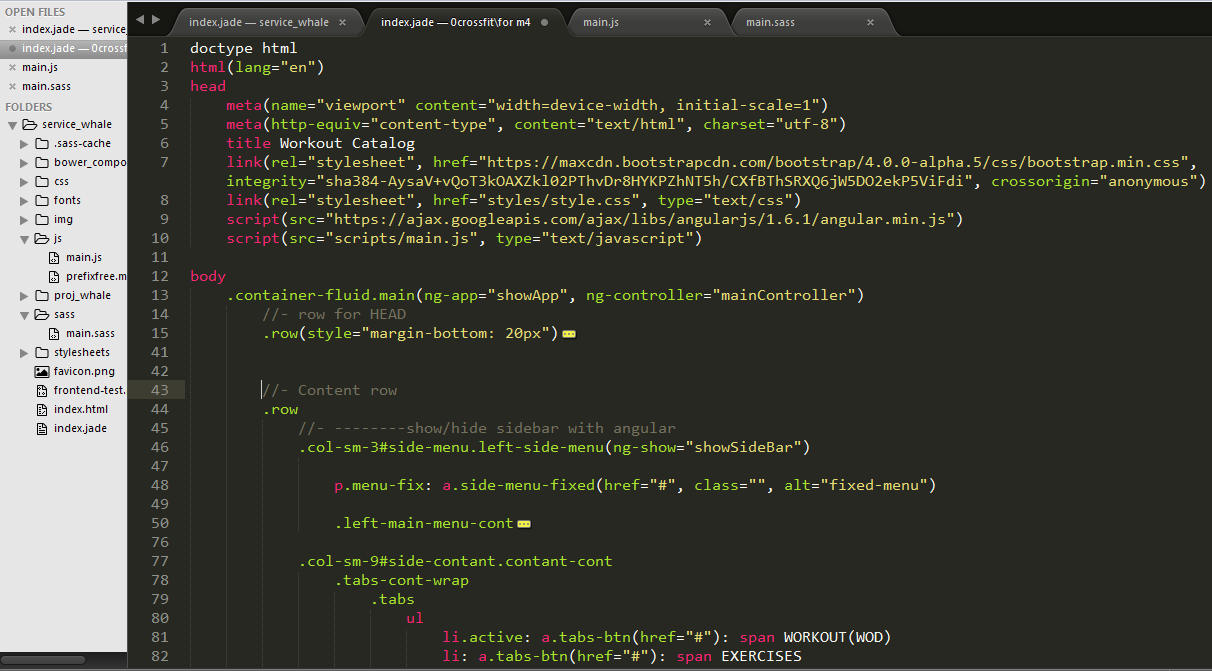 OPEN FILES
index.jade — service_
index.jade — 0crossf
main.js
main.sass
FOLDERS
service_whale
.sass-cache
bower_compo
css
fonts
img
js
main.js
prefixfree.m
proj_whale
sass
main.sass
stylesheets
favicon.png
frontend-test.
index.html
index.jade
index.jade — service_whale
index.jade — 0crossfit\for m4
main.js
main.sass
1 doctype html
2 html(lang="en")
3 head
4 meta(name="viewport" content="width=device-width, initial-scale=1")
5 meta(http-equiv="content-type", content="text/html", charset="utf-8")
6 title Workout Catalog
7 link(rel="stylesheet", href="https://maxcdn.bootstrapcdn.com/bootstrap/4.0.0-alpha.5/css/bootstrap.min.css",
integrity="sha384-AysaV+vQoT3kOAXZkl02PThvDr8HYKPZhNT5h/CXfBThSRXQ6jW5DO2ekP5ViFdi", crossorigin="anonymous")
8 link(rel="stylesheet", href="styles/style.css", type="text/css")
9 script(src="https://ajax.googleapis.com/ajax/libs/angularjs/1.6.1/angular.min.js")
10 script(src="scripts/main.js", type="text/javascript")
11
12 body
13 .container-fluid.main(ng-app="showApp", ng-controller="mainController")
14 //- row for HEAD
15 .row(style="margin-bottom: 20px")
41
42
43 //- Content row
44 .row
45 //- --------show/hide sidebar with angular
46 .col-sm-3#side-menu.left-side-menu(ng-show="showSideBar")
47
48 p.menu-fix: a.side-menu-fixed(href="#", class="", alt="fixed-menu")
49
50 .left-main-menu-cont
76
77 .col-sm-9#side-contant.contant-cont
78 .tabs-cont-wrap
79 .tabs
80 ul
81 li.active: a.tabs-btn(href="#"): span WORKOUT(WOD)
82 li: a.tabs-btn(href="#"): span EXERCISES